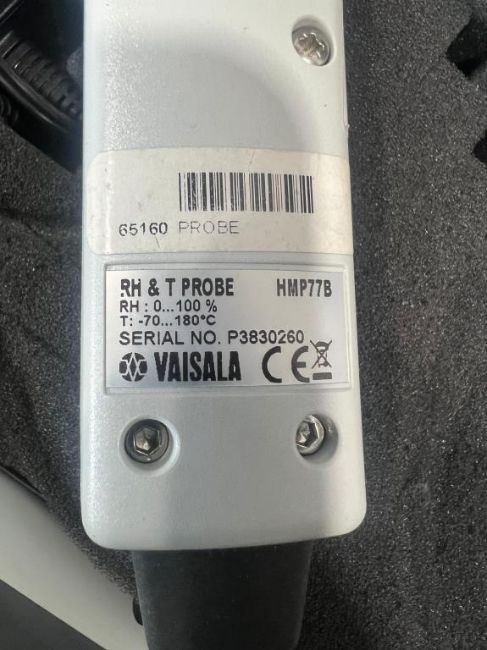 65160 PROBE
RH & T PROBE HMP77B
RH : 0...100 %
T: -70...180°C
SERIAL NO. P3830260
VAISALA CE